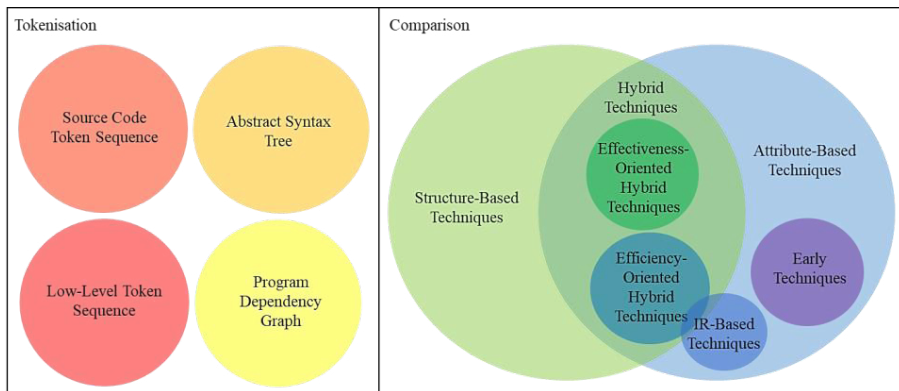 Tokenisation
Source Code
Token Sequence
Abstract Syntax
Tree
Low-Level Token
Sequence
Program
Dependency
Graph
Comparison
Structure-Based
Techniques
Hybrid
Techniques
Effectiveness-
Oriented
Hybrid
Techniques
Efficiency-
Oriented
Hybrid
Techniques
Attribute-Based
Techniques
Early
Techniques
IR-Based
Techniques